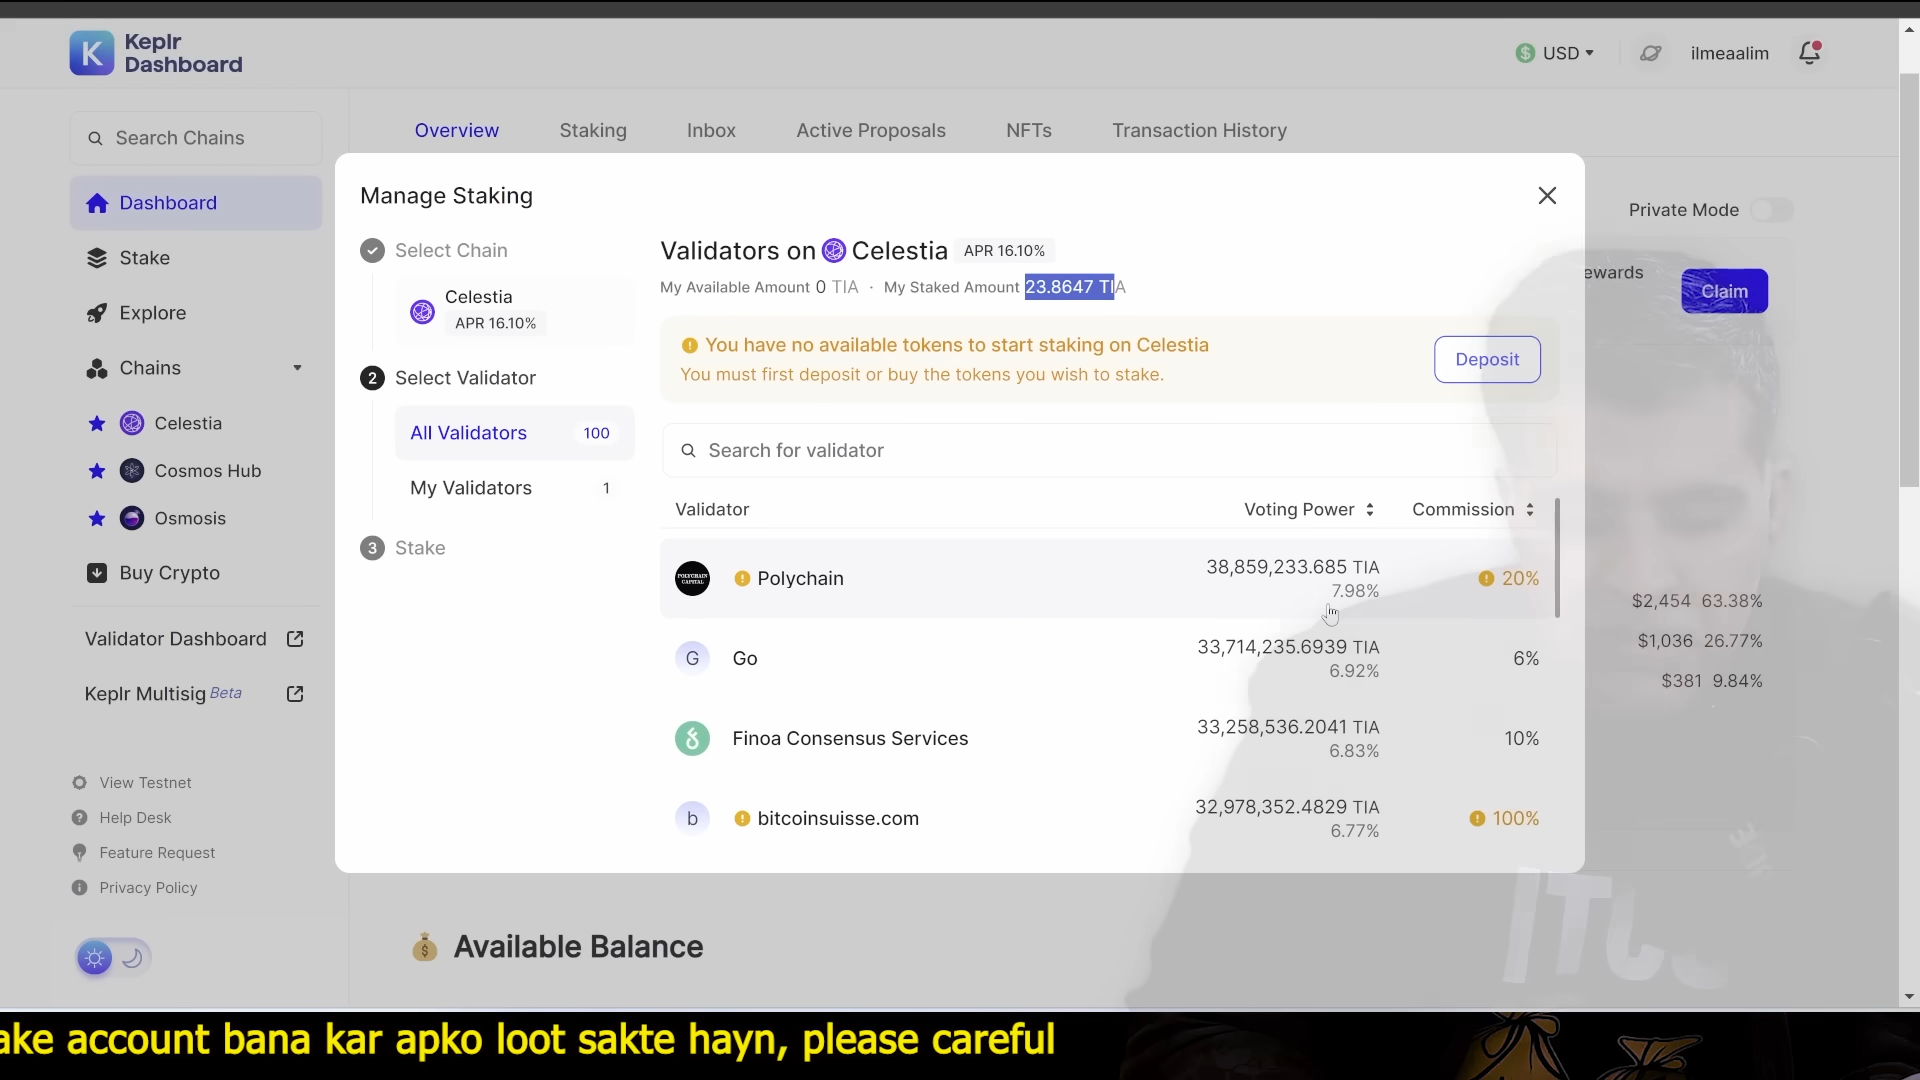 Keplr
Dashboard
USD
ilmeaalim
Search Chains
Overview Staking Inbox Active Proposals NFTs Transaction History
Dashboard
Stake
Explore
Chains
Celestia
Cosmos Hub
Osmosis
Buy Crypto
Validator Dashboard
Keplr Multisig Beta
View Testnet
Help Desk
Feature Request
Privacy Policy
Manage Staking
Select Chain
Celestia
APR 16.10%
2 Select Validator
All Validators 100
My Validators 1
3 Stake
Validators on Celestia APR 16.10%
My Available Amount 0 TIA · My Staked Amount 23.8647 TIA
You have no available tokens to start staking on Celestia
You must first deposit or buy the tokens you wish to stake.
Deposit
Search for validator
Validator Voting Power Commission
POLYCHAIN CAPITAL
Polychain 38,859,233.685 TIA 20%
7.98%
G Go 33,714,235.6939 TIA 6%
6.92%
Finoa Consensus Services 33,258,536.2041 TIA 10%
6.83%
b bitcoinsuisse.com 32,978,352.4829 TIA 100%
6.77%
Private Mode
ewards
Claim
$2,454 63.38%
$1,036 26.77%
$381 9.84%
Available Balance
ake account bana kar apko loot sakte hayn, please careful